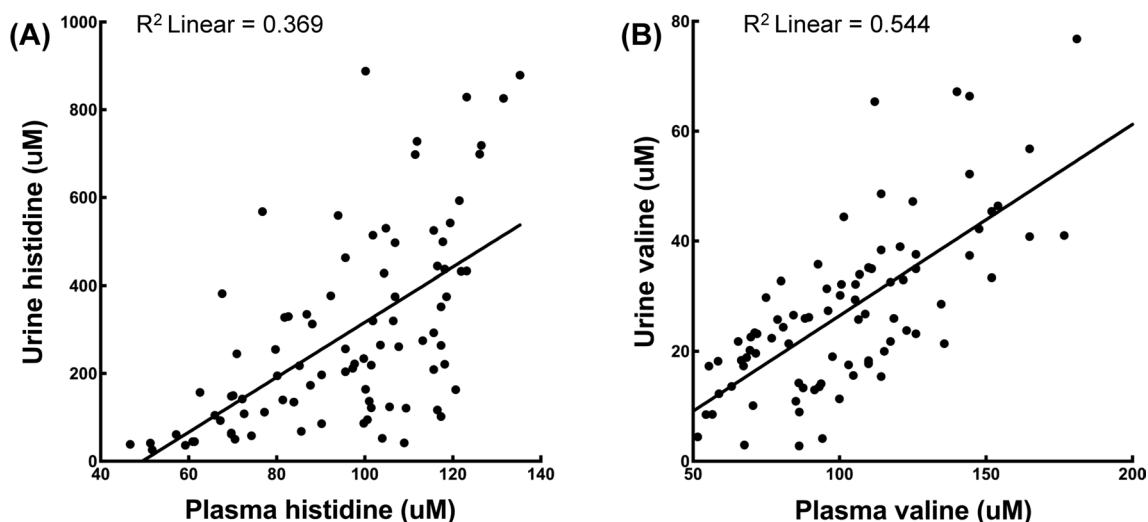 (A)
R² Linear = 0.369
Urine histidine (uM)
1000
800
600
400
200
0
40
60
80
100
120
140
Plasma histidine (uM)
(B)
R² Linear = 0.544
Urine valine (uM)
80
60
40
20
0
50
100
150
200
Plasma valine (uM)